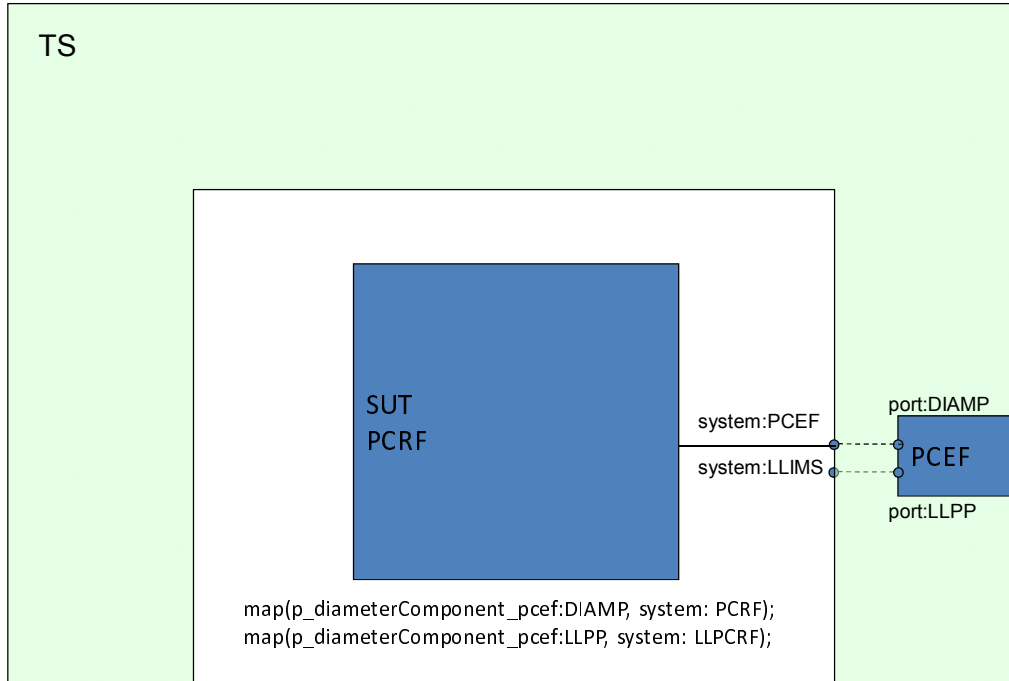 TS
SUT
PCRF
system:PCEF
system:LLIMS
port:DIAMP
PCEF
port:LLPP
map(p_diameterComponent_pcef:DIAMP, system: PCRF);
map(p_diameterComponent_pcef:LLPP, system: LLPCRF);